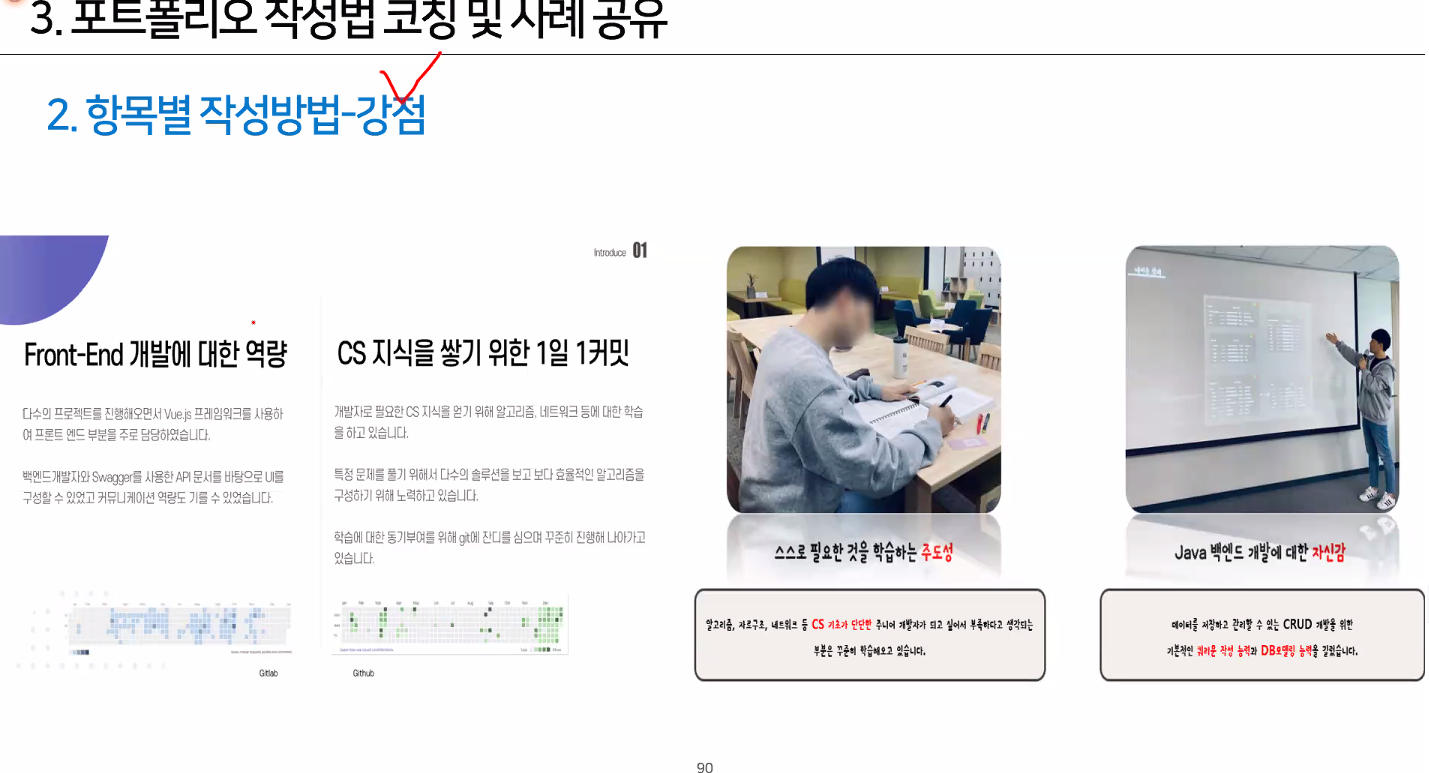 3. 포트폴리오 작성법 코칭 및 사례 공유
2. 항목별 작성방법-강점
Introduce 01
Front-End 개발에 대한 역량
다수의 프로젝트를 진행해오면서 Vue.js 프레임워크를 사용하
여 프론트 엔드 부분을 주로 담당하였습니다.
백엔드개발자와 Swagger를 사용한 API 문서를 바탕으로 UI를
구성할 수 있었고 커뮤니케이션 역량도 기를 수 있었습니다.
Gitlab
CS 지식을 쌓기 위한 1일 1커밋
개발자로 필요한 CS 지식을 얻기 위해 알고리즘, 네트워크 등에 대한 학습
을 하고 있습니다.
특정 문제를 풀기 위해서 다수의 솔루션을 보고 보다 효율적인 알고리즘을
구성하기 위해 노력하고 있습니다.
학습에 대한 동기부여를 위해 git에 잔디를 심으며 꾸준히 진행해 나아가고
있습니다.
Github
스스로 필요한 것을 학습하는 주도성
알고리즘, 자료구조, 네트워크 등 CS 기초가 단단한 주니어 개발자가 되고 싶어서 부족하다고 생각되는
부분은 꾸준히 학습해오고 있습니다.
Java 백엔드 개발에 대한 자신감
데이터를 저장하고 관리할 수 있는 CRUD 개발을 위한
기본적인 쿼리문 작성 능력과 DB모델링 능력을 길렀습니다.
90